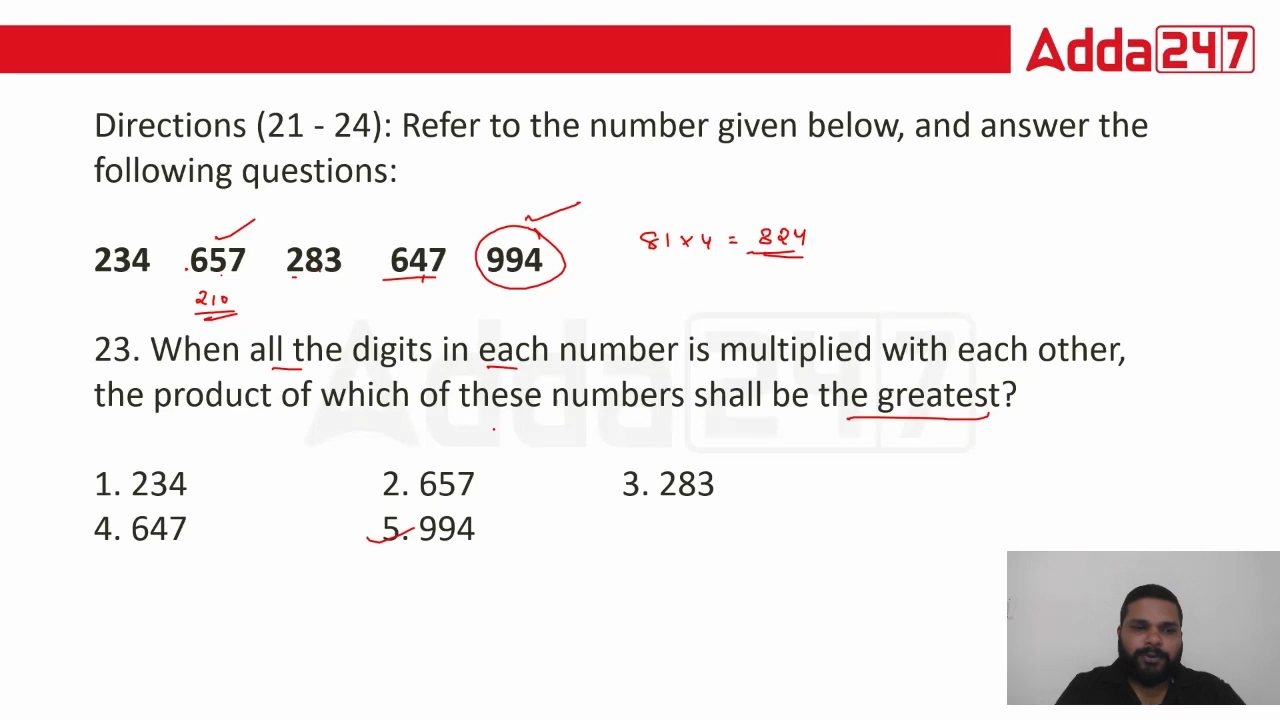 Adda247
Directions (21 - 24): Refer to the number given below, and answer the
following questions:
81 × 4 = 824
234 657 283 647 994
210
23. When all the digits in each number is multiplied with each other,
the product of which of these numbers shall be the greatest?
1. 234 2. 657 3. 283
4. 647 5. 994